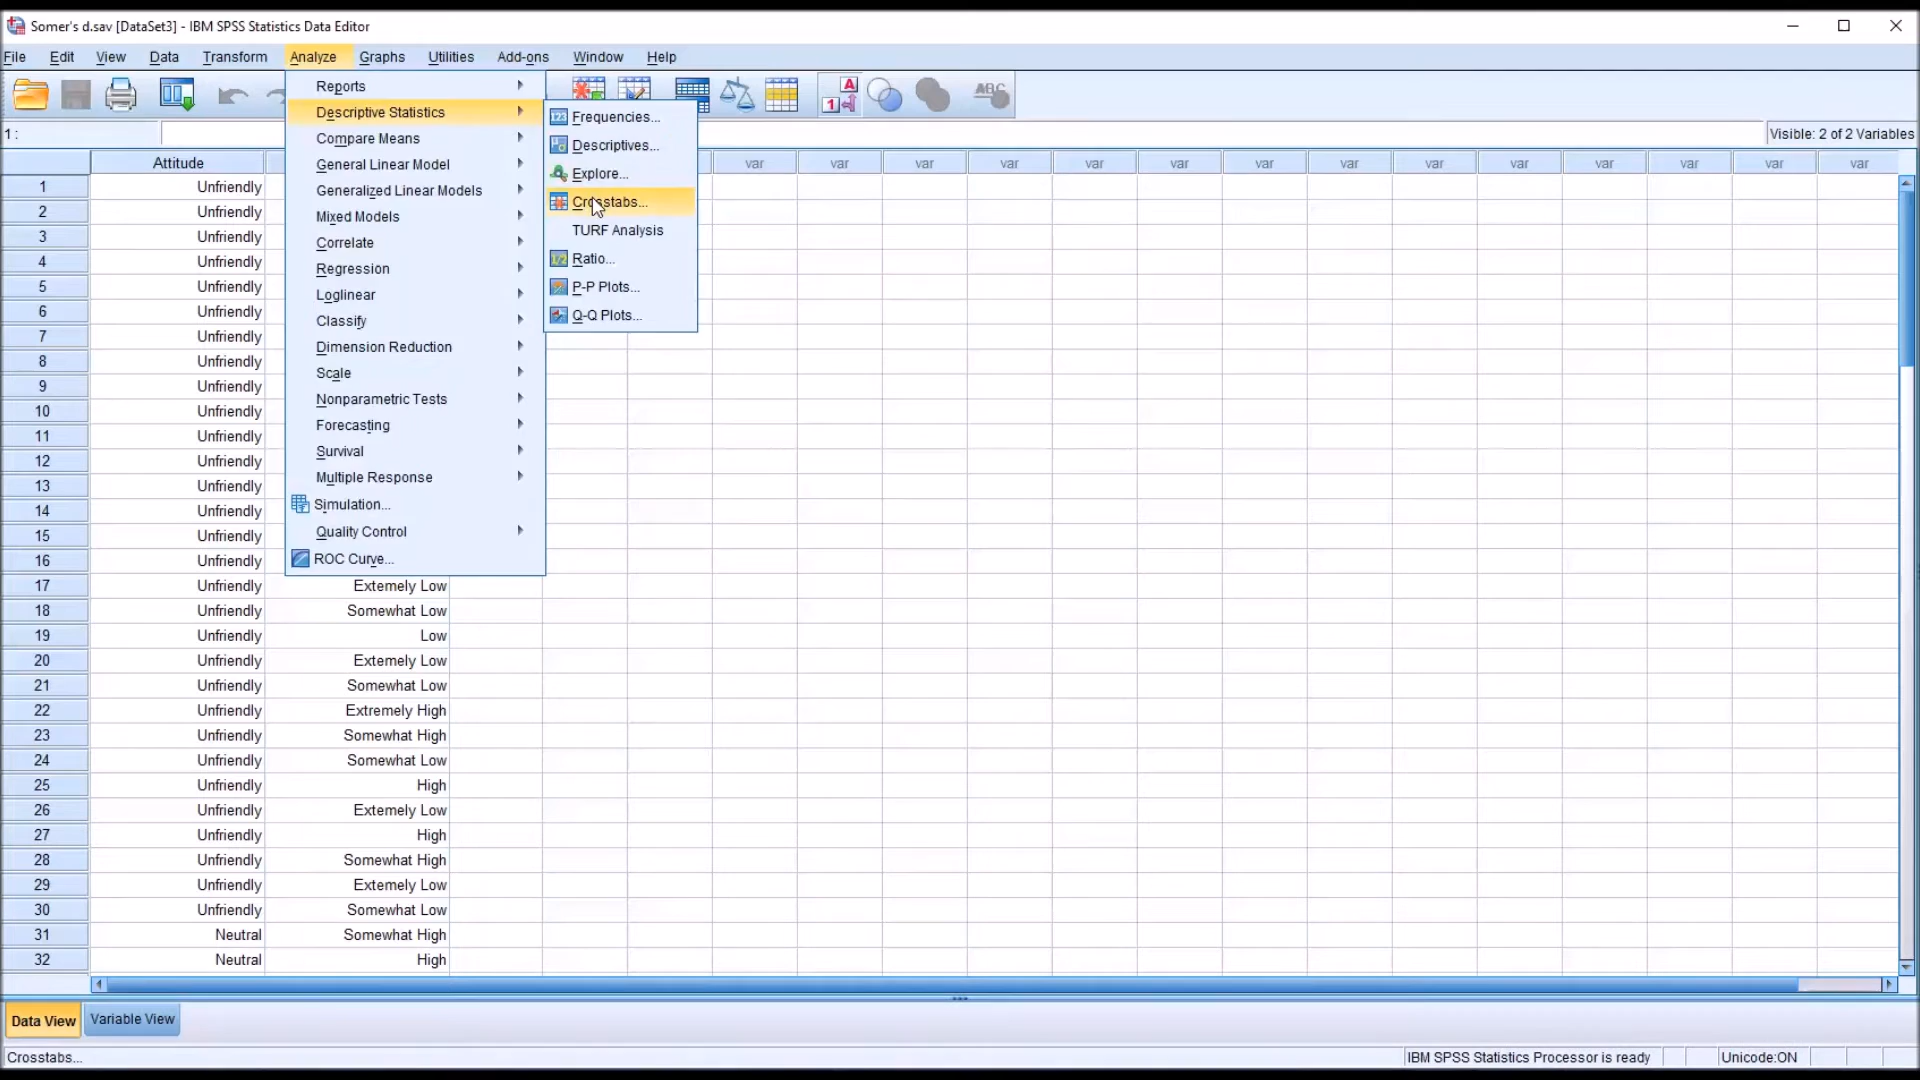 Somer's d.sav [DataSet3] - IBM SPSS Statistics Data Editor
File Edit View Data Transform Analyze Graphs Utilities Add-ons Window Help
1 :
Visible: 2 of 2 Variables
Reports
Descriptive Statistics
Compare Means
General Linear Model
Generalized Linear Models
Mixed Models
Correlate
Regression
Loglinear
Classify
Dimension Reduction
Scale
Nonparametric Tests
Forecasting
Survival
Multiple Response
Simulation...
Quality Control
ROC Curve...
Frequencies...
Descriptives...
Explore...
Crosstabs...
TURF Analysis
Ratio...
P-P Plots...
Q-Q Plots...
A
1
ABC
Attitude var var var var var var var var var var var var var var
1 Unfriendly
2 Unfriendly
3 Unfriendly
4 Unfriendly
5 Unfriendly
6 Unfriendly
7 Unfriendly
8 Unfriendly
9 Unfriendly
10 Unfriendly
11 Unfriendly
12 Unfriendly
13 Unfriendly
14 Unfriendly
15 Unfriendly
16 Unfriendly
17 Unfriendly Extemely Low
18 Unfriendly Somewhat Low
19 Unfriendly Low
20 Unfriendly Extemely Low
21 Unfriendly Somewhat Low
22 Unfriendly Extremely High
23 Unfriendly Somewhat High
24 Unfriendly Somewhat Low
25 Unfriendly High
26 Unfriendly Extemely Low
27 Unfriendly High
28 Unfriendly Somewhat High
29 Unfriendly Extemely Low
30 Unfriendly Somewhat Low
31 Neutral Somewhat High
32 Neutral High
Data View Variable View
Crosstabs...
IBM SPSS Statistics Processor is ready
Unicode:ON